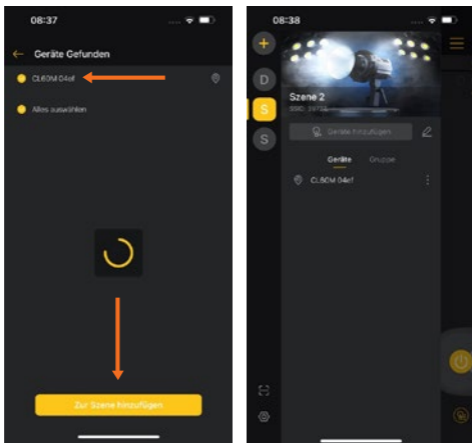 08:37
Geräte Gefunden
CL60M 04ef
Alles auswählen
Zur Szene hinzufügen
08:38
D
S
S
Szene 2
Geräte hinzufügen
Geräte Gruppe
CL60M 04ef